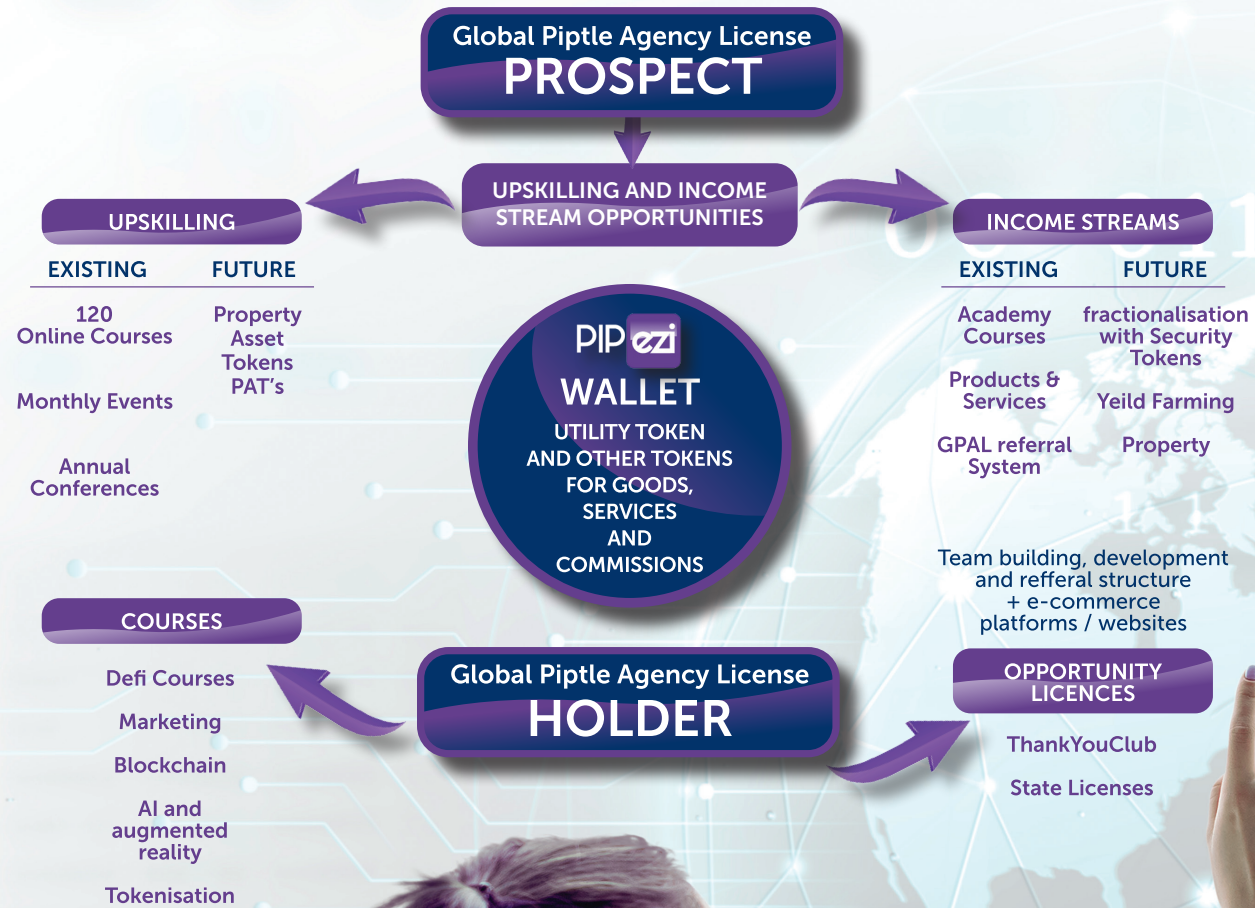 Global Piptle Agency License
PROSPECT
UPSKILLING AND INCOME
STREAM OPPORTUNITIES
UPSKILLING
EXISTING
120
Online Courses
Monthly Events
Annual
Conferences
FUTURE
Property
Asset
Tokens
PAT's
INCOME STREAMS
EXISTING
Academy
Courses
Products &
Services
GPAL referral
System
FUTURE
fractionalisation
with Security
Tokens
Yeild Farming
Property
PIP ezi
WALLET
UTILITY TOKEN
AND OTHER TOKENS
FOR GOODS,
SERVICES
AND
COMMISSIONS
Team building, development
and refferal structure
+ e-commerce
platforms / websites
Global Piptle Agency License
HOLDER
COURSES
Defi Courses
Marketing
Blockchain
AI and
augmented
reality
Tokenisation
OPPORTUNITY
LICENCES
ThankYouClub
State Licenses